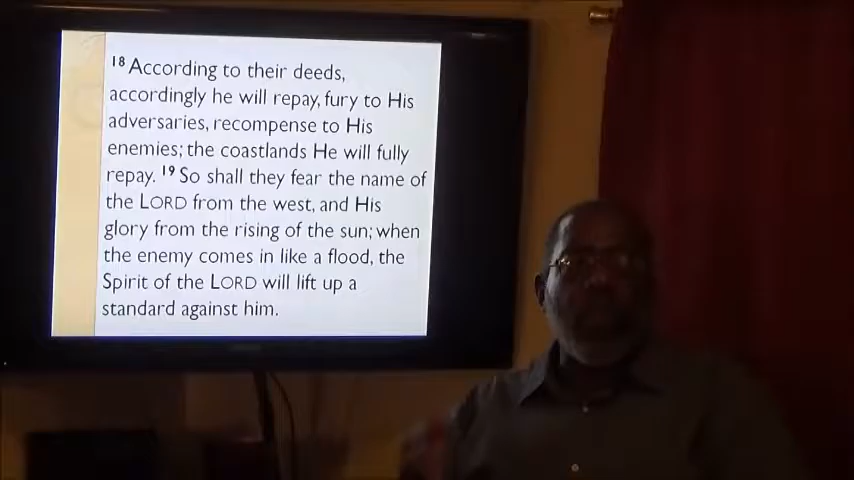 18 According to their deeds,
accordingly he will repay, fury to His
adversaries, recompense to His
enemies; the coastlands He will fully
repay. 19 So shall they fear the name of
the LORD from the west, and His
glory from the rising of the sun; when
the enemy comes in like a flood, the
Spirit of the LORD will lift up a
standard against him.